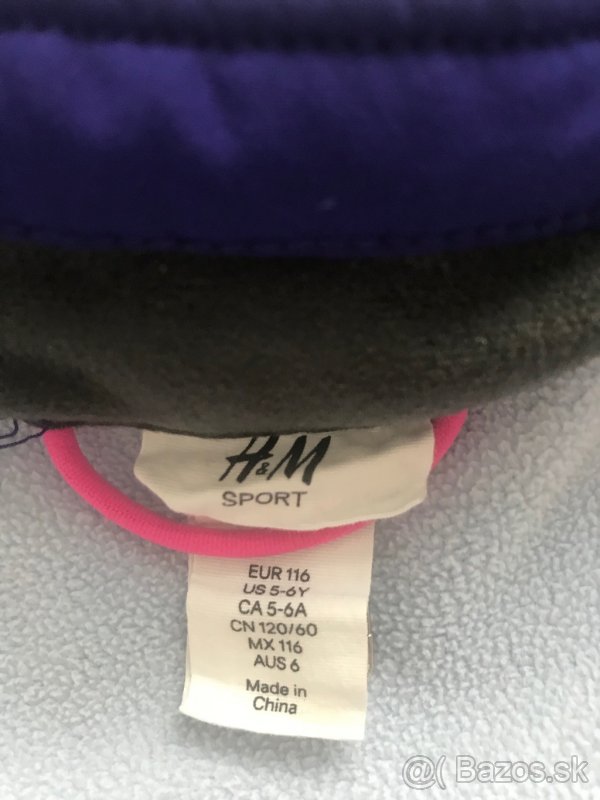 H&M
SPORT
EUR 116
US 5-6Y
CA 5-6A
CN 120/60
MX 116
AUS 6
Made in
China
@( Bazos.sk